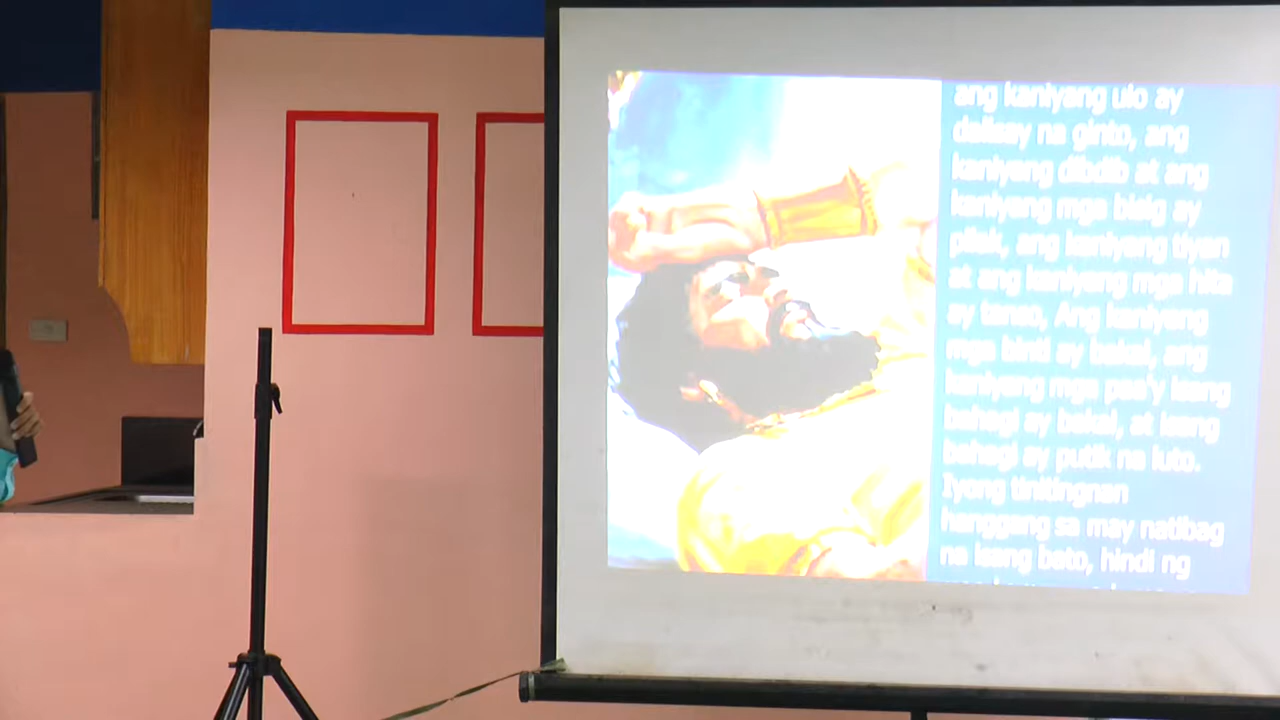 ang kaniyang ulo ay
dalisay na ginto, ang
kaniyang dibdib at ang
kaniyang mga bisig ay
pilak, ang kaniyang tiyan
at ang kaniyang mga hita
ay tanso, Ang kaniyang
mga binti ay bakal, ang
kaniyang mga paa'y isang
bahagi ay bakal, at isang
bahagi ay putik na luto.
Iyong tinitingnan
hanggang sa may natibag
na isang bato, hindi ng